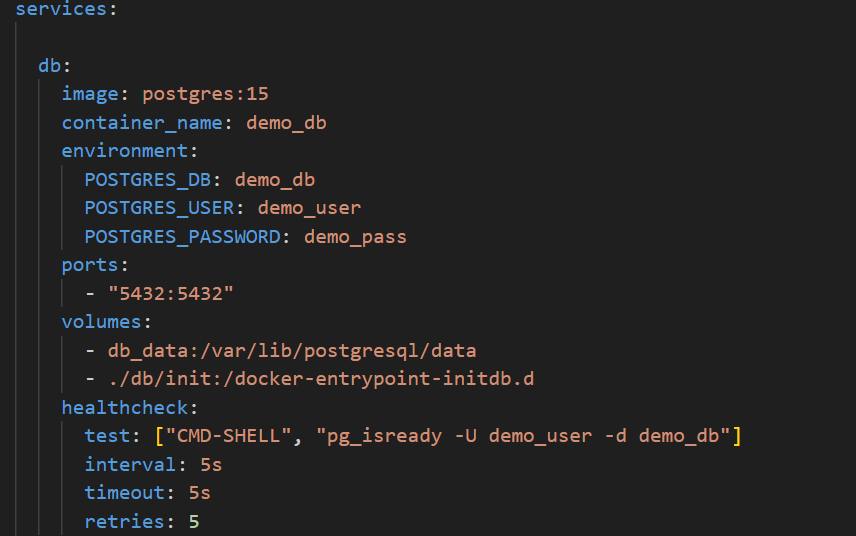 services:
db:
image: postgres:15
container_name: demo_db
environment:
POSTGRES_DB: demo_db
POSTGRES_USER: demo_user
POSTGRES_PASSWORD: demo_pass
ports:
- "5432:5432"
volumes:
- db_data:/var/lib/postgresql/data
- ./db/init:/docker-entrypoint-initdb.d
healthcheck:
test: ["CMD-SHELL", "pg_isready -U demo_user -d demo_db"]
interval: 5s
timeout: 5s
retries: 5